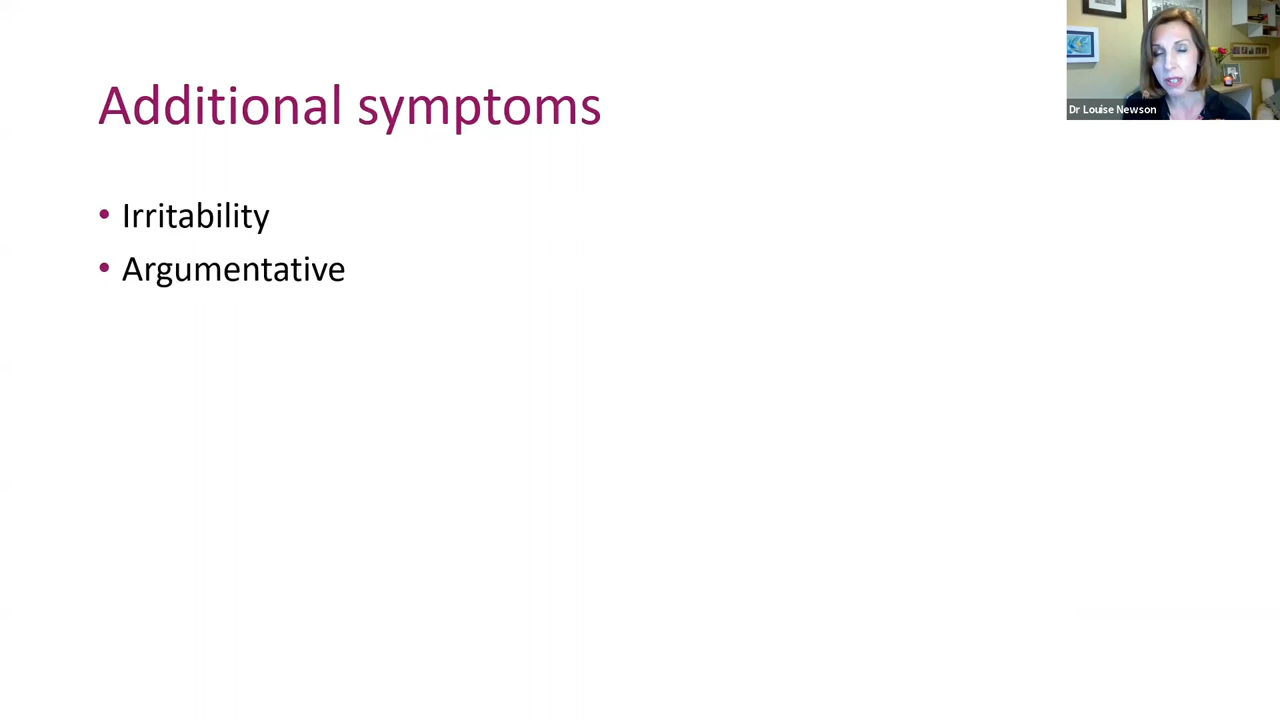 Additional symptoms
• Irritability
• Argumentative
Dr Louise Newson